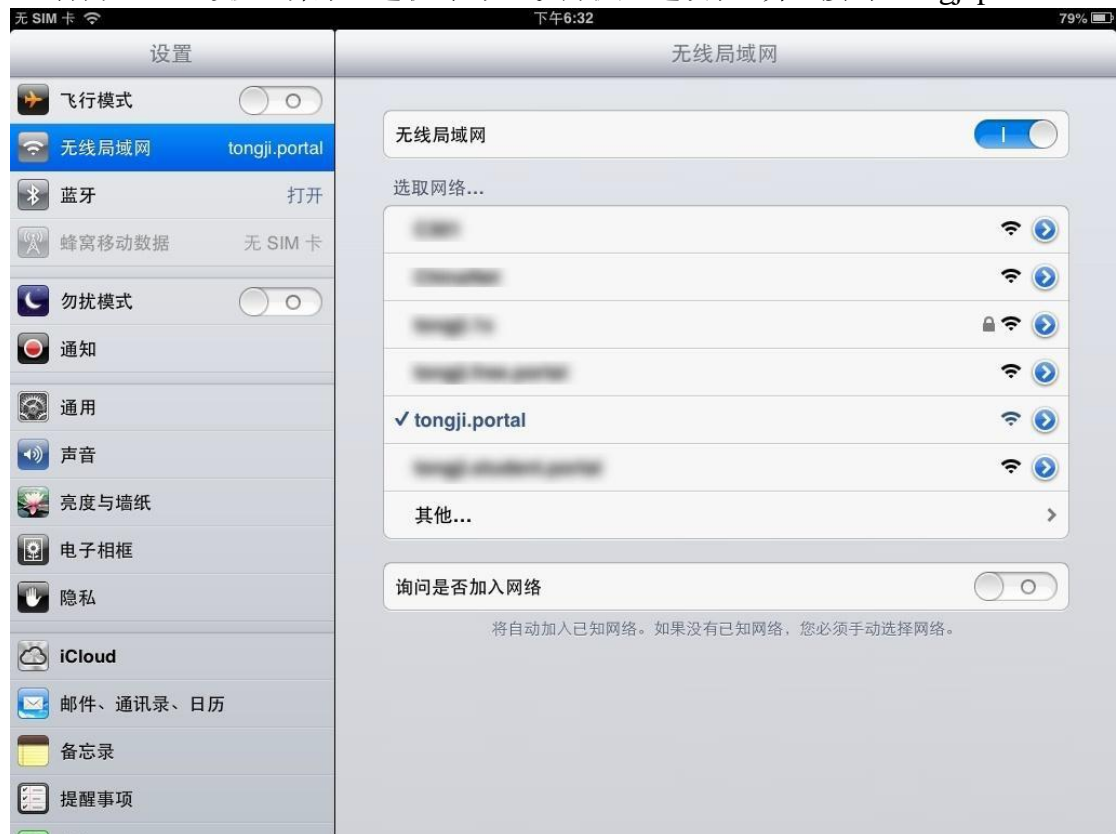 无 SIM 卡
下午6:32
79%
设置
无线局域网
飞行模式
无线局域网 tongji.portal
蓝牙 打开
蜂窝移动数据 无 SIM 卡
勿扰模式
通知
通用
声音
亮度与墙纸
电子相框
隐私
iCloud
邮件、通讯录、日历
备忘录
提醒事项
无线局域网
选取网络...
tongji.portal
其他...
询问是否加入网络
将自动加入已知网络。如果没有已知网络，您必须手动选择网络。